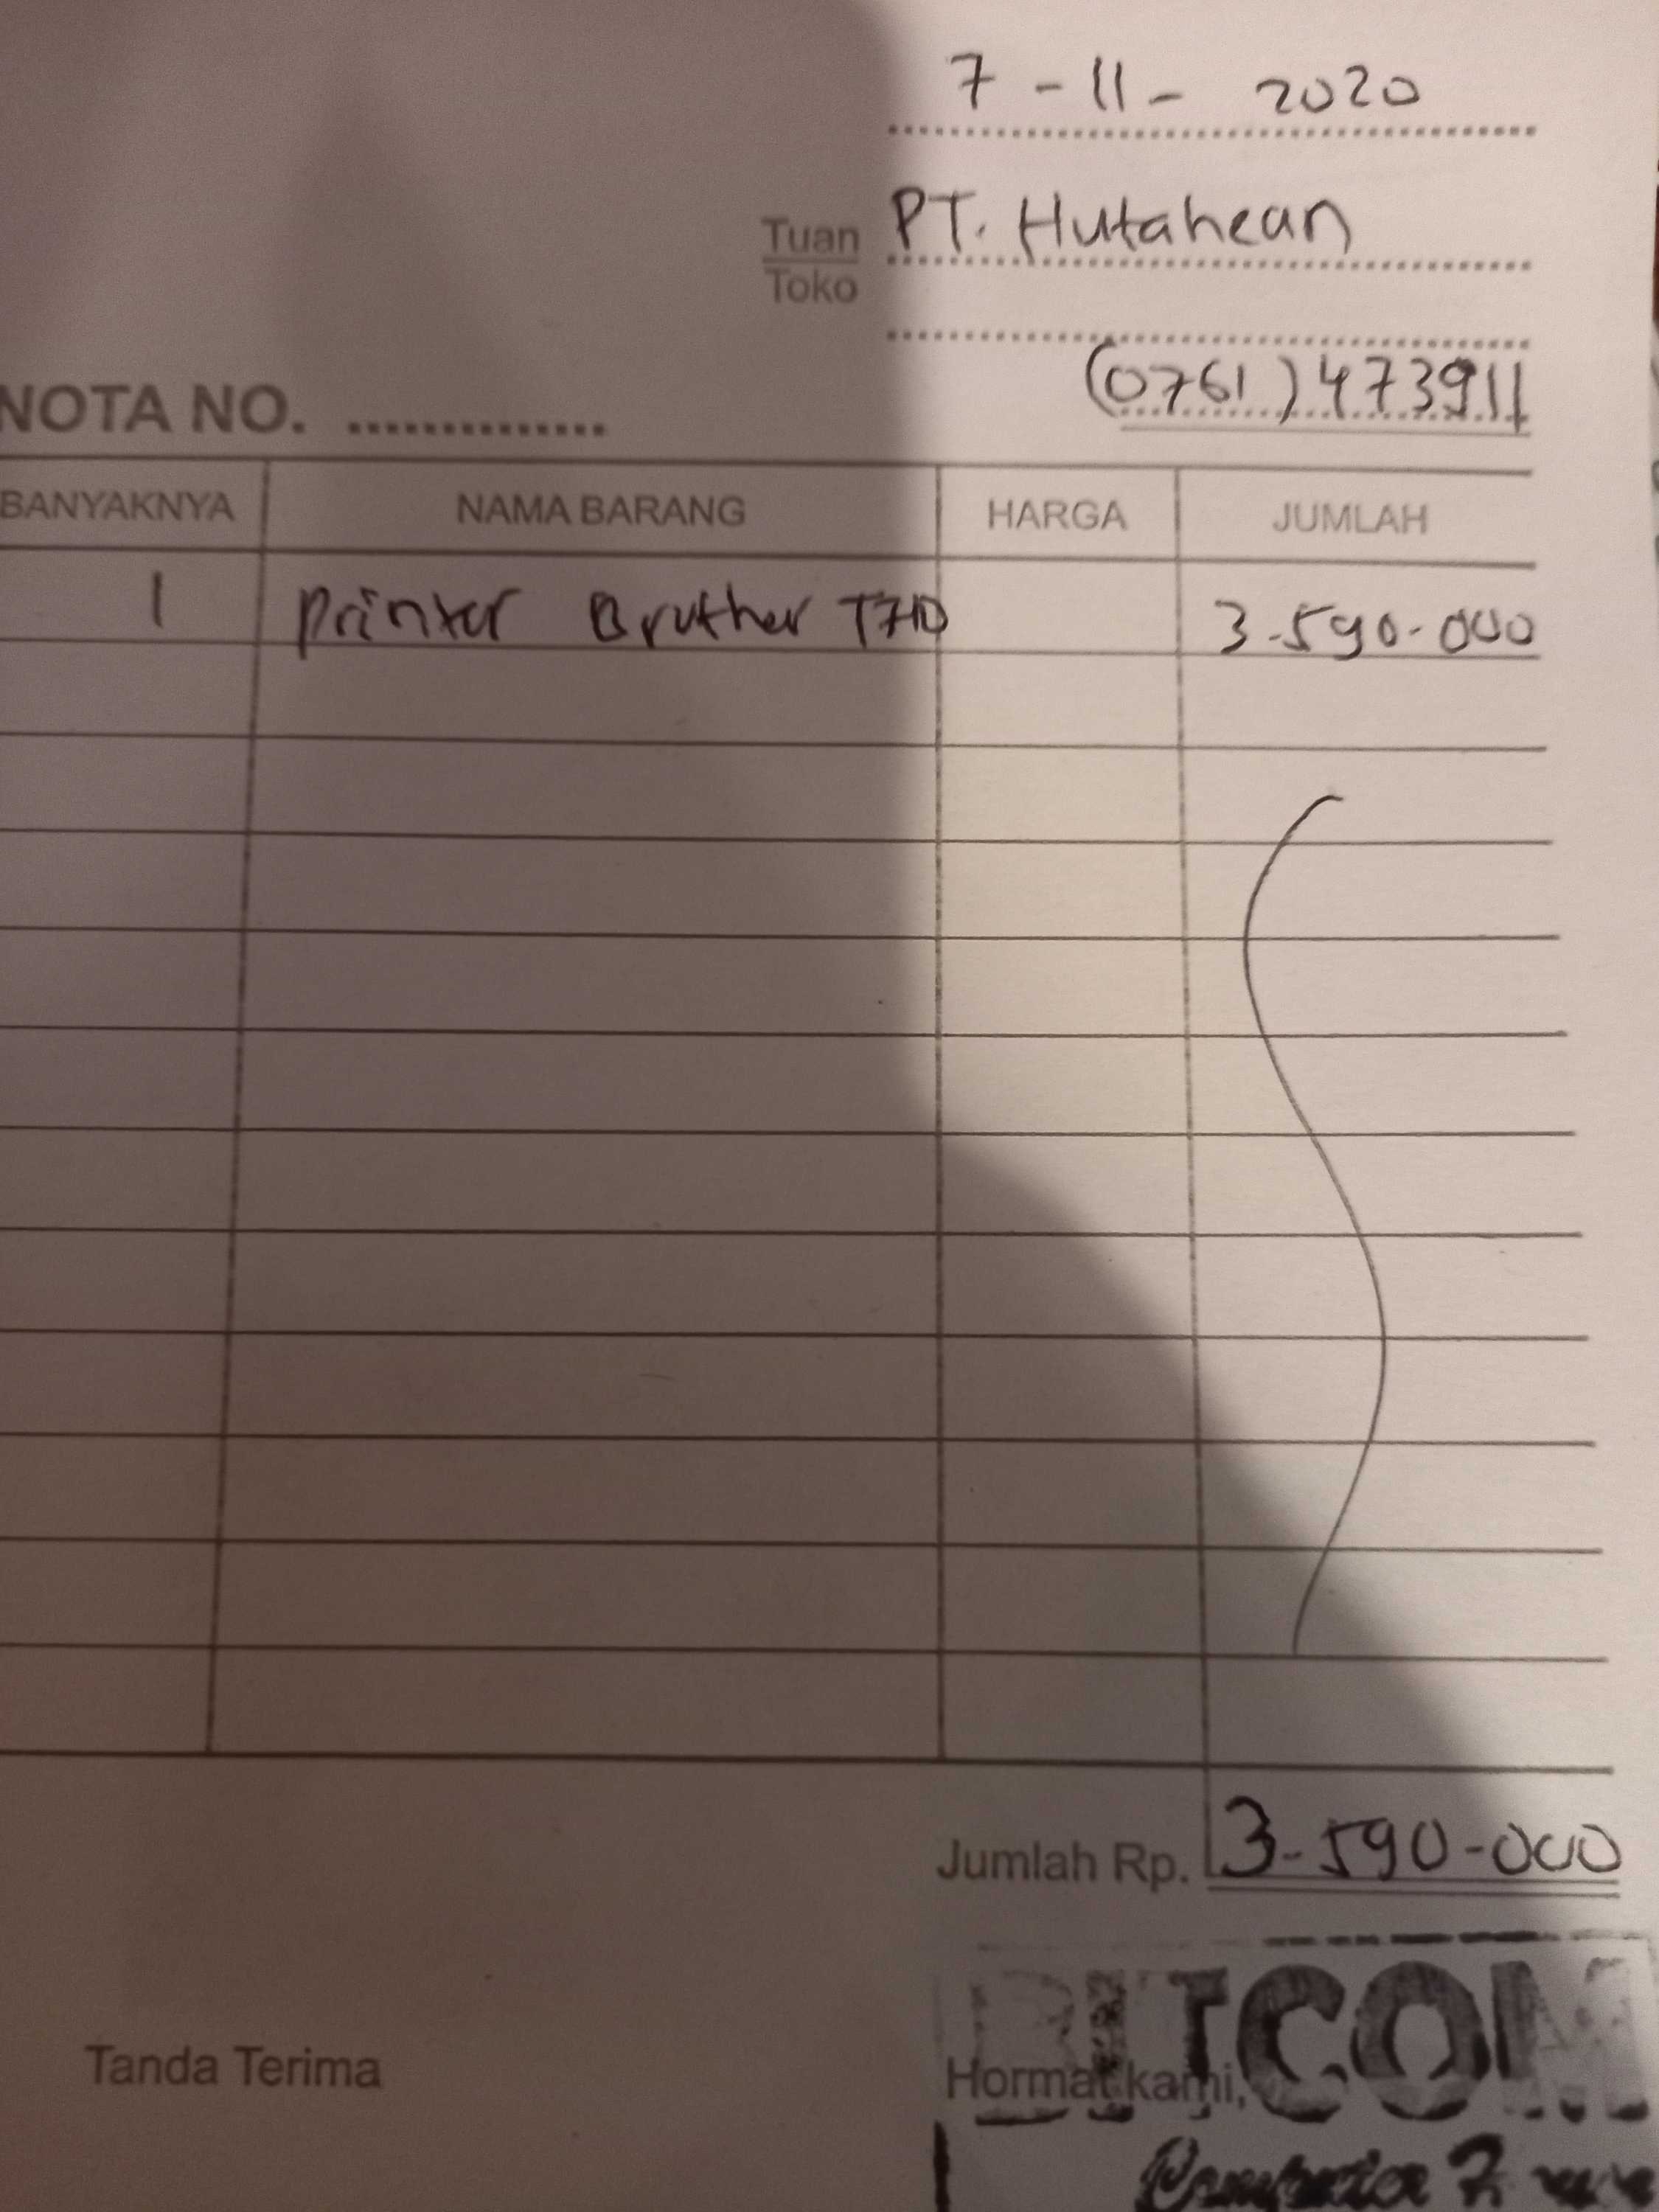 7 - 11 - 2020
Tuan PT. Hutahean
Toko
(0761) 473911
NOTA NO. ...............
BANYAKNYA NAMA BARANG HARGA JUMLAH
1 Printer Bruther T710 3.590.000
Jumlah Rp. 3-590-000
BITCOM
Tanda Terima Hormat kami,